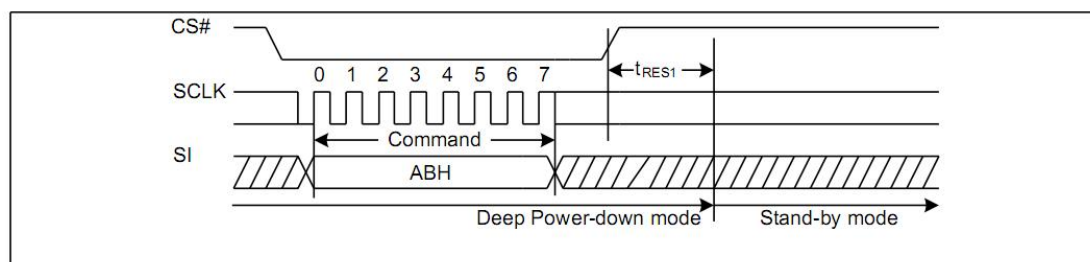 CS#
tRES1
0 1 2 3 4 5 6 7
SCLK
Command
SI
ABH
Deep Power-down mode Stand-by mode